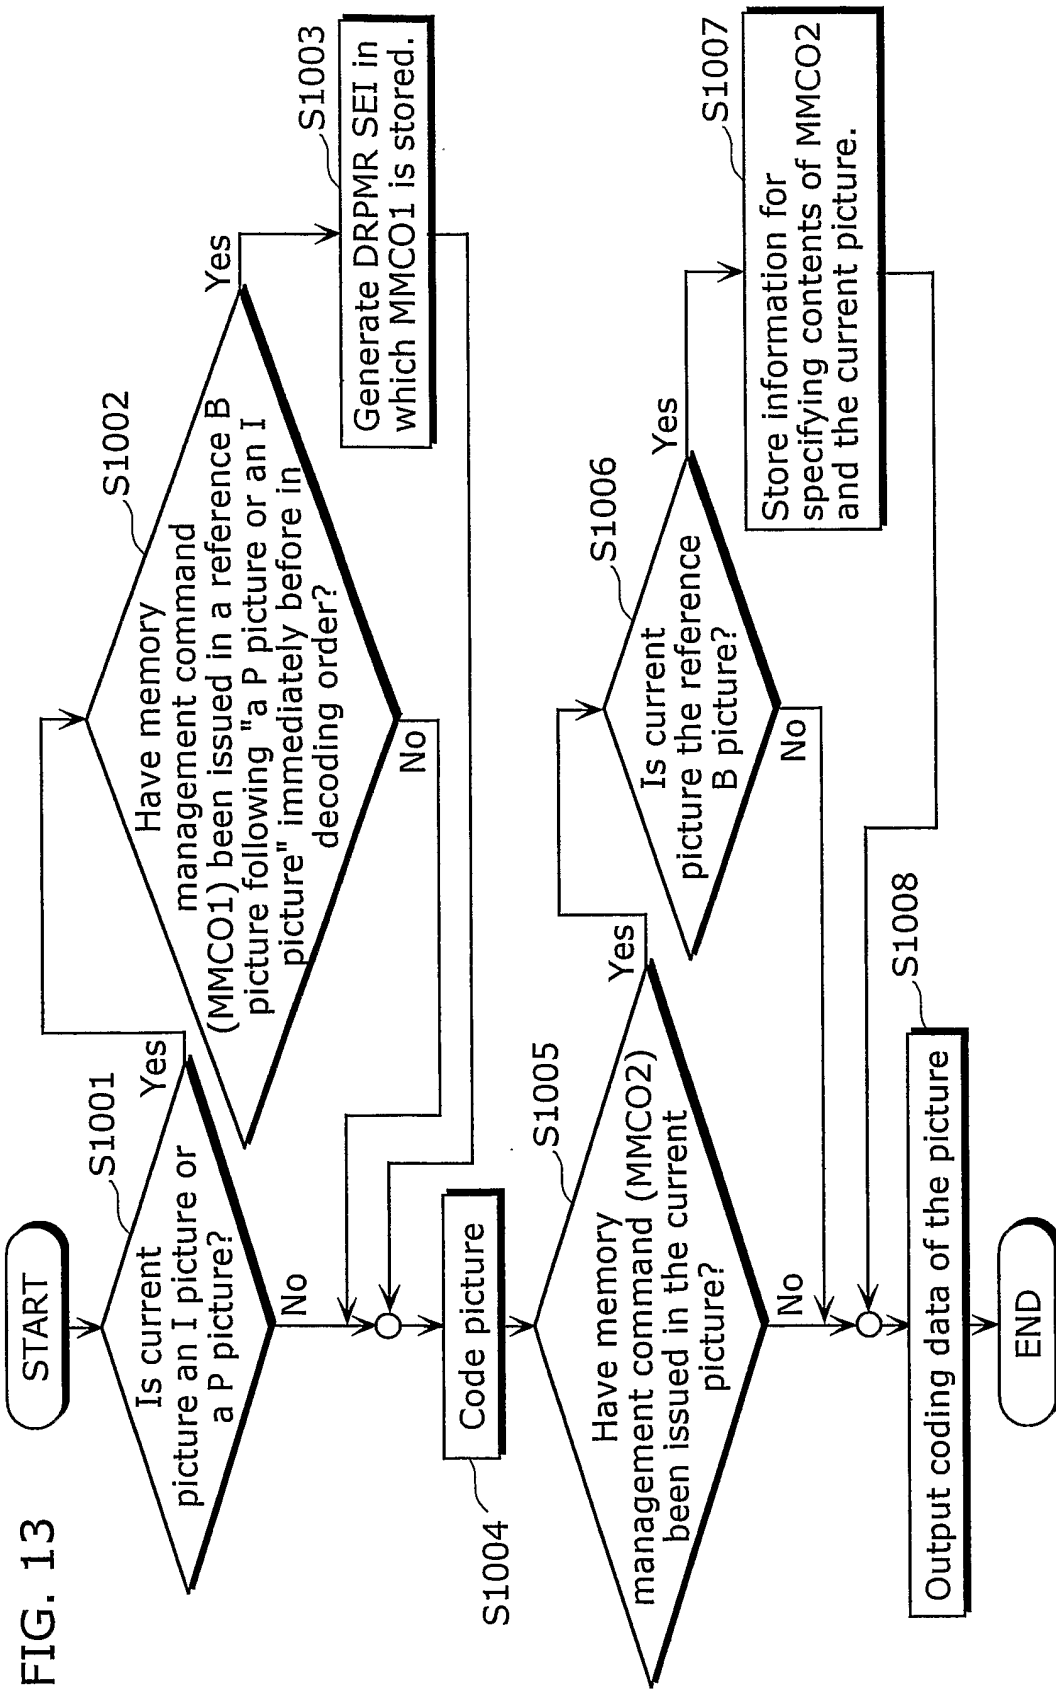 FIG. 13
START
S1001
Is current
picture an I picture or
a P picture?
Yes
No
S1002
Have memory
management command
(MMCO1) been issued in a reference B
picture following "a P picture or an I
picture" immediately before in
decoding order?
Yes
No
S1003
Generate DRPMR SEI in
which MMCO1 is stored.
S1004
Code picture
S1005
Have memory
management command (MMCO2)
been issued in the current
picture?
Yes
No
S1006
Is current
picture the reference
B picture?
Yes
No
S1007
Store information for
specifying contents of MMCO2
and the current picture.
S1008
Output coding data of the picture
END